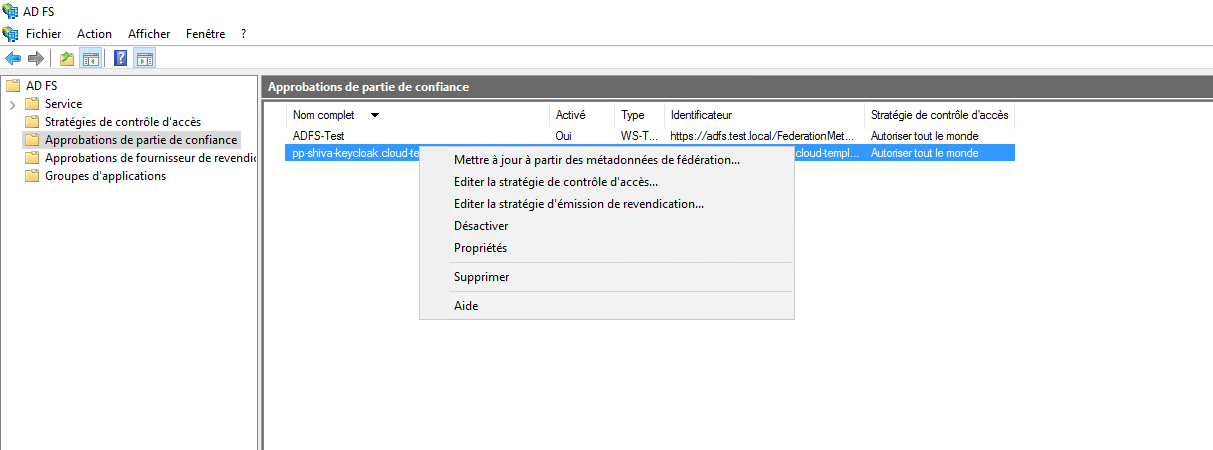 AD FS
Fichier Action Afficher Fenêtre ?
AD FS
Service
Stratégies de contrôle d'accès
Approbations de partie de confiance
Approbations de fournisseur de revendic
Groupes d'applications
Approbations de partie de confiance
Nom complet Activé Type Identificateur Stratégie de contrôle d'accès
ADFS-Test Oui WS-T... https://adfs.test.local/FederationMet... Autoriser tout le monde
pp-shiva-keycloak.cloud-te cloud-templ... Autoriser tout le monde
Mettre à jour à partir des métadonnées de fédération...
Editer la stratégie de contrôle d'accès...
Editer la stratégie d'émission de revendication...
Désactiver
Propriétés
Supprimer
Aide